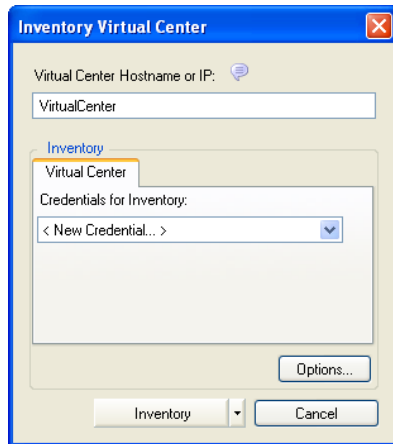 Inventory Virtual Center
Virtual Center Hostname or IP:
VirtualCenter
Inventory
Virtual Center
Credentials for Inventory:
< New Credential... >
Options...
Inventory
Cancel